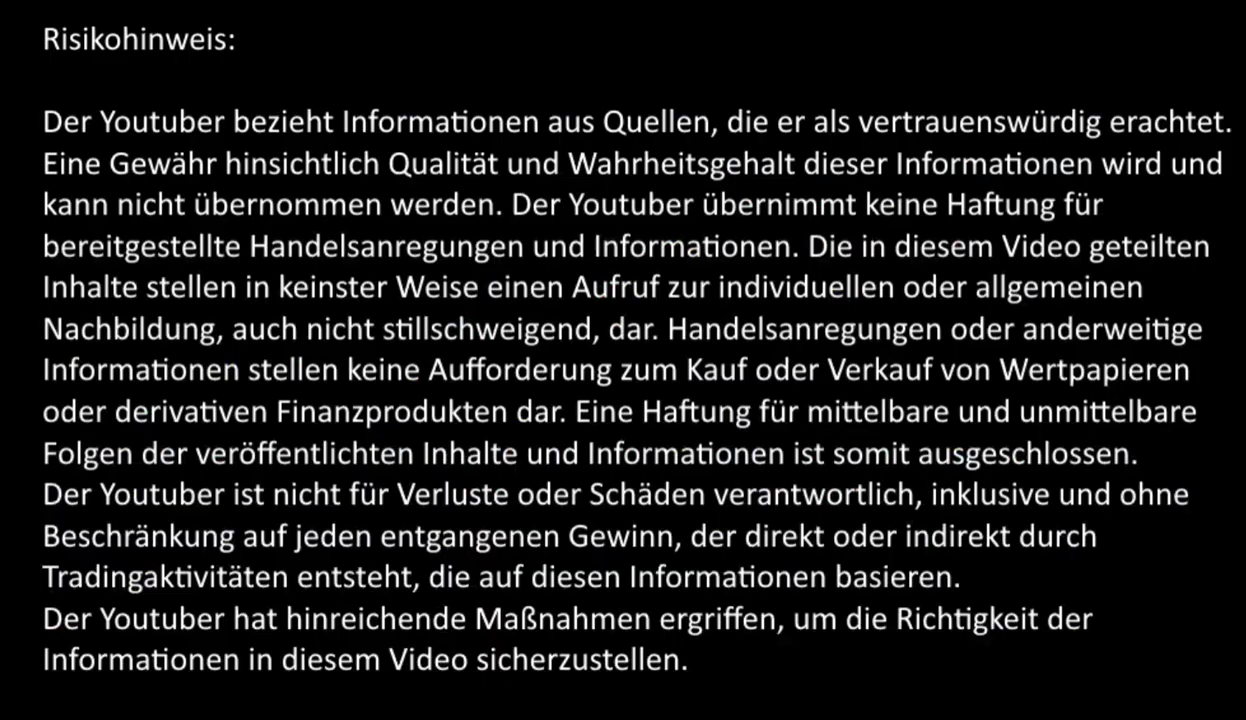 Risikohinweis:
Der Youtuber bezieht Informationen aus Quellen, die er als vertrauenswürdig erachtet.
Eine Gewähr hinsichtlich Qualität und Wahrheitsgehalt dieser Informationen wird und
kann nicht übernommen werden. Der Youtuber übernimmt keine Haftung für
bereitgestellte Handelsanregungen und Informationen. Die in diesem Video geteilten
Inhalte stellen in keinster Weise einen Aufruf zur individuellen oder allgemeinen
Nachbildung, auch nicht stillschweigend, dar. Handelsanregungen oder anderweitige
Informationen stellen keine Aufforderung zum Kauf oder Verkauf von Wertpapieren
oder derivativen Finanzprodukten dar. Eine Haftung für mittelbare und unmittelbare
Folgen der veröffentlichten Inhalte und Informationen ist somit ausgeschlossen.
Der Youtuber ist nicht für Verluste oder Schäden verantwortlich, inklusive und ohne
Beschränkung auf jeden entgangenen Gewinn, der direkt oder indirekt durch
Tradingaktivitäten entsteht, die auf diesen Informationen basieren.
Der Youtuber hat hinreichende Maßnahmen ergriffen, um die Richtigkeit der
Informationen in diesem Video sicherzustellen.